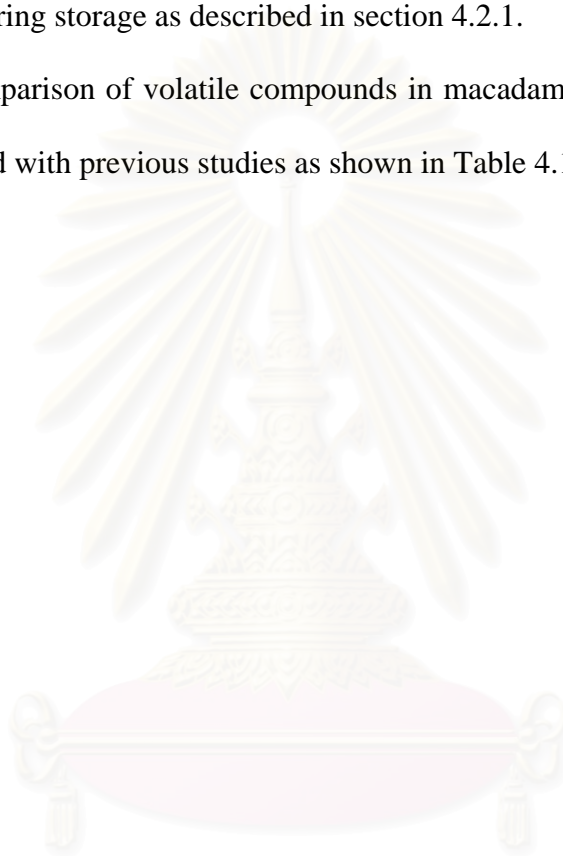 ring storage as described in section 4.2.1.
parison of volatile compounds in macadam
d with previous studies as shown in Table 4.1